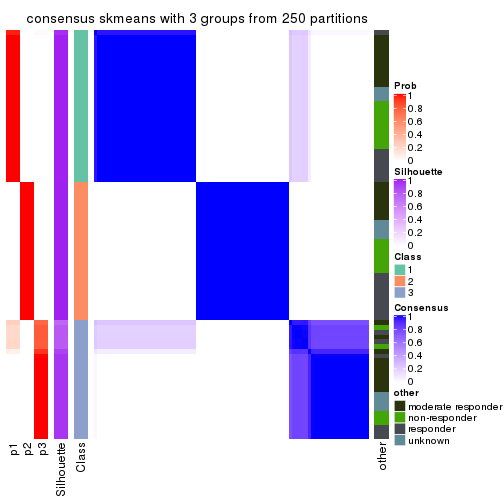 consensus skmeans with 3 groups from 250 partitions
Prob
1
0.8
0.6
0.4
0.2
0
Silhouette
1
0.8
0.6
0.4
0.2
0
Class
1
2
3
Consensus
1
0.8
0.6
0.4
0.2
0
other
moderate responder
non-responder
responder
unknown
p1
p2
p3
Silhouette
Class
other